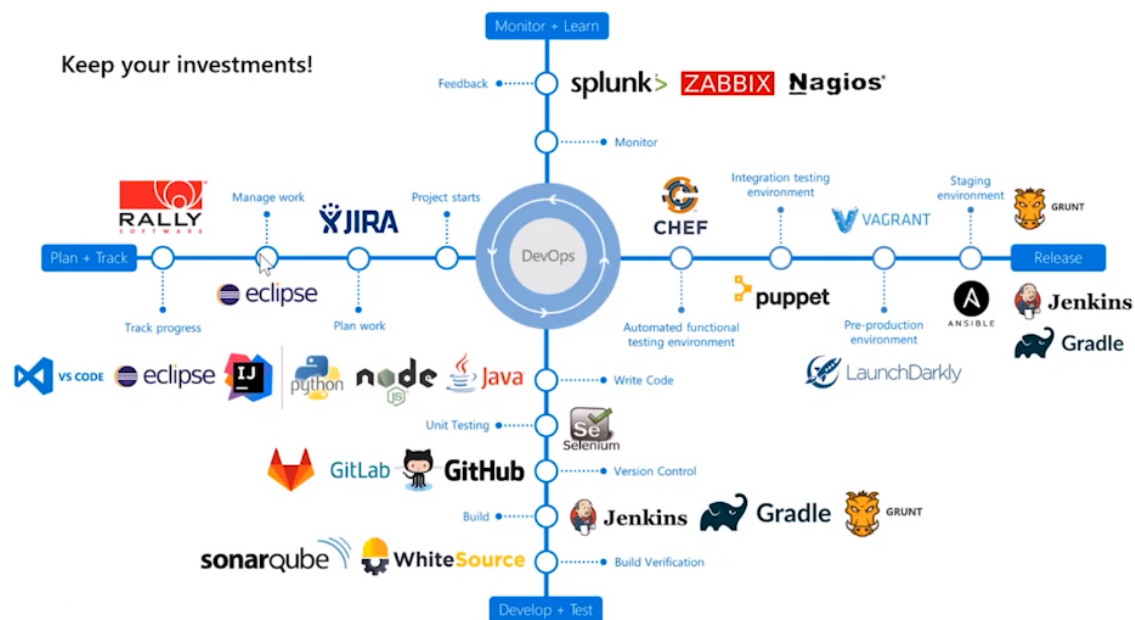 Monitor + Learn
Keep your investments!
Feedback
splunk>
ZABBIX
Nagios®
Monitor
RALLY
SOFTWARE
Manage work
JIRA
Project starts
CHEF
Integration testing
environment
VAGRANT
Staging
environment
GRUNT
Plan + Track
DevOps
Release
eclipse
puppet
ANSIBLE
Jenkins
Track progress
Plan work
Automated functional
testing environment
Pre-production
environment
Gradle
VS CODE
eclipse
IJ
python
node
JS
Java
Write Code
LaunchDarkly
Unit Testing
Se
Selenium
GitLab
GitHub
Version Control
Build
Jenkins
Gradle
GRUNT
sonarqube
WhiteSource
Build Verification
Develop + Test